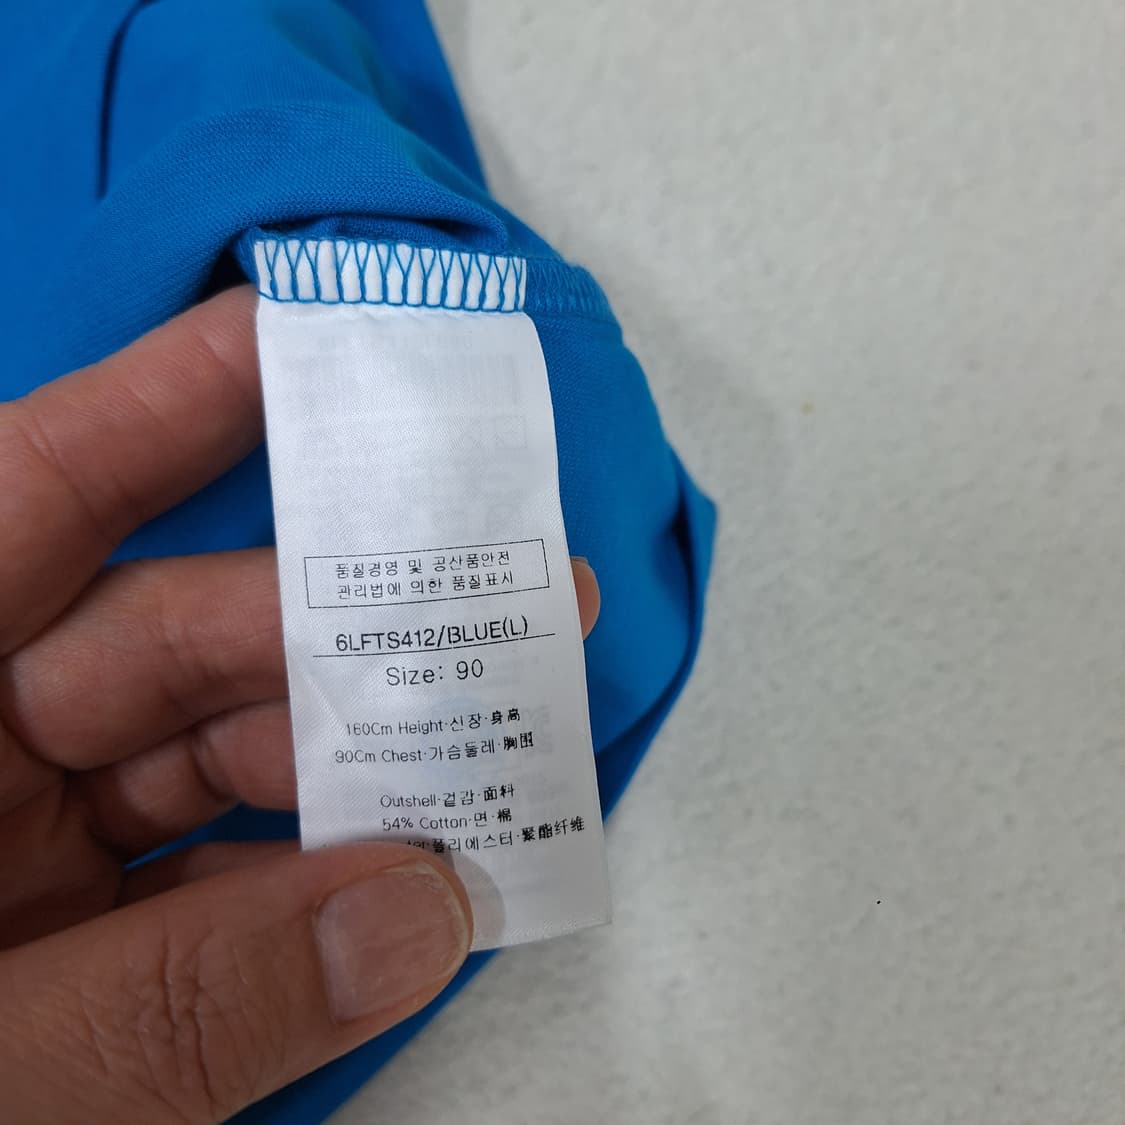 품질경영 및 공산품안전
관리법에 의한 품질표시
6LFTS412/BLUE(L)
Size: 90
160Cm Height·신장·身高
90Cm Chest·가슴둘레·胸围
Outshell·겉감·面料
54% Cotton·면·棉
폴리에스터·聚酯纤维